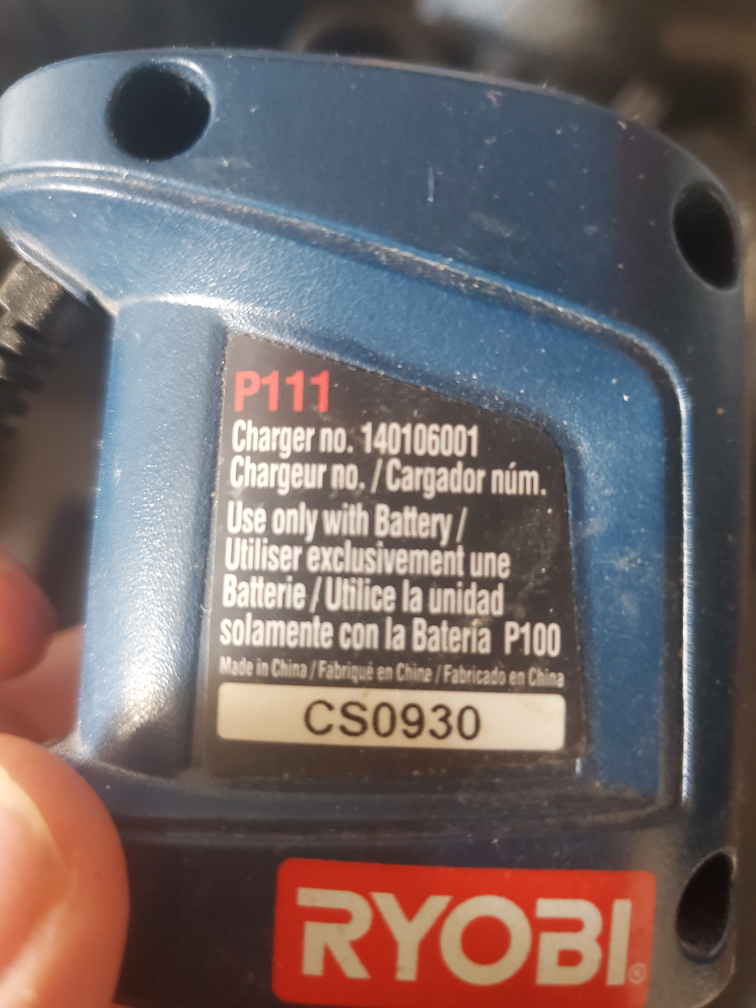 P111
Charger no. 140106001
Chargeur no. / Cargador núm.
Use only with Battery /
Utiliser exclusivement une
Batterie / Utilice la unidad
solamente con la Bateria P100
Made in China / Fabriqué en Chine / Fabricado en China
CS0930
RYOBI®